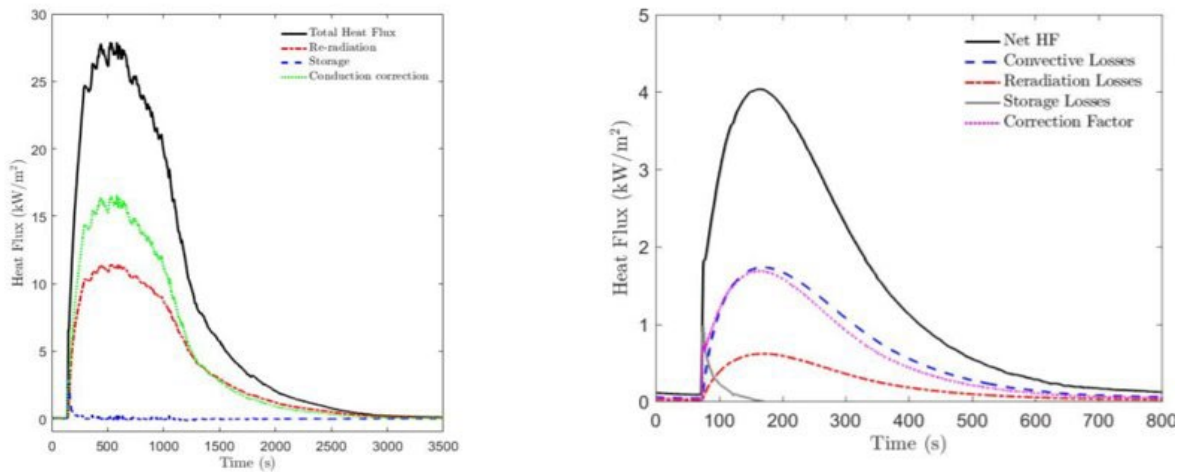 30
25
20
15
10
5
0
Heat Flux (kW/m²)
Total Heat Flux
Re-radiation
Storage
Conduction correction
0 500 1000 1500 2000 2500 3000 3500
Time (s)
5
4
3
2
1
0
Heat Flux (kW/m²)
Net HF
Convective Losses
Reradiation Losses
Storage Losses
Correction Factor
0 100 200 300 400 500 600 700 800
Time (s)